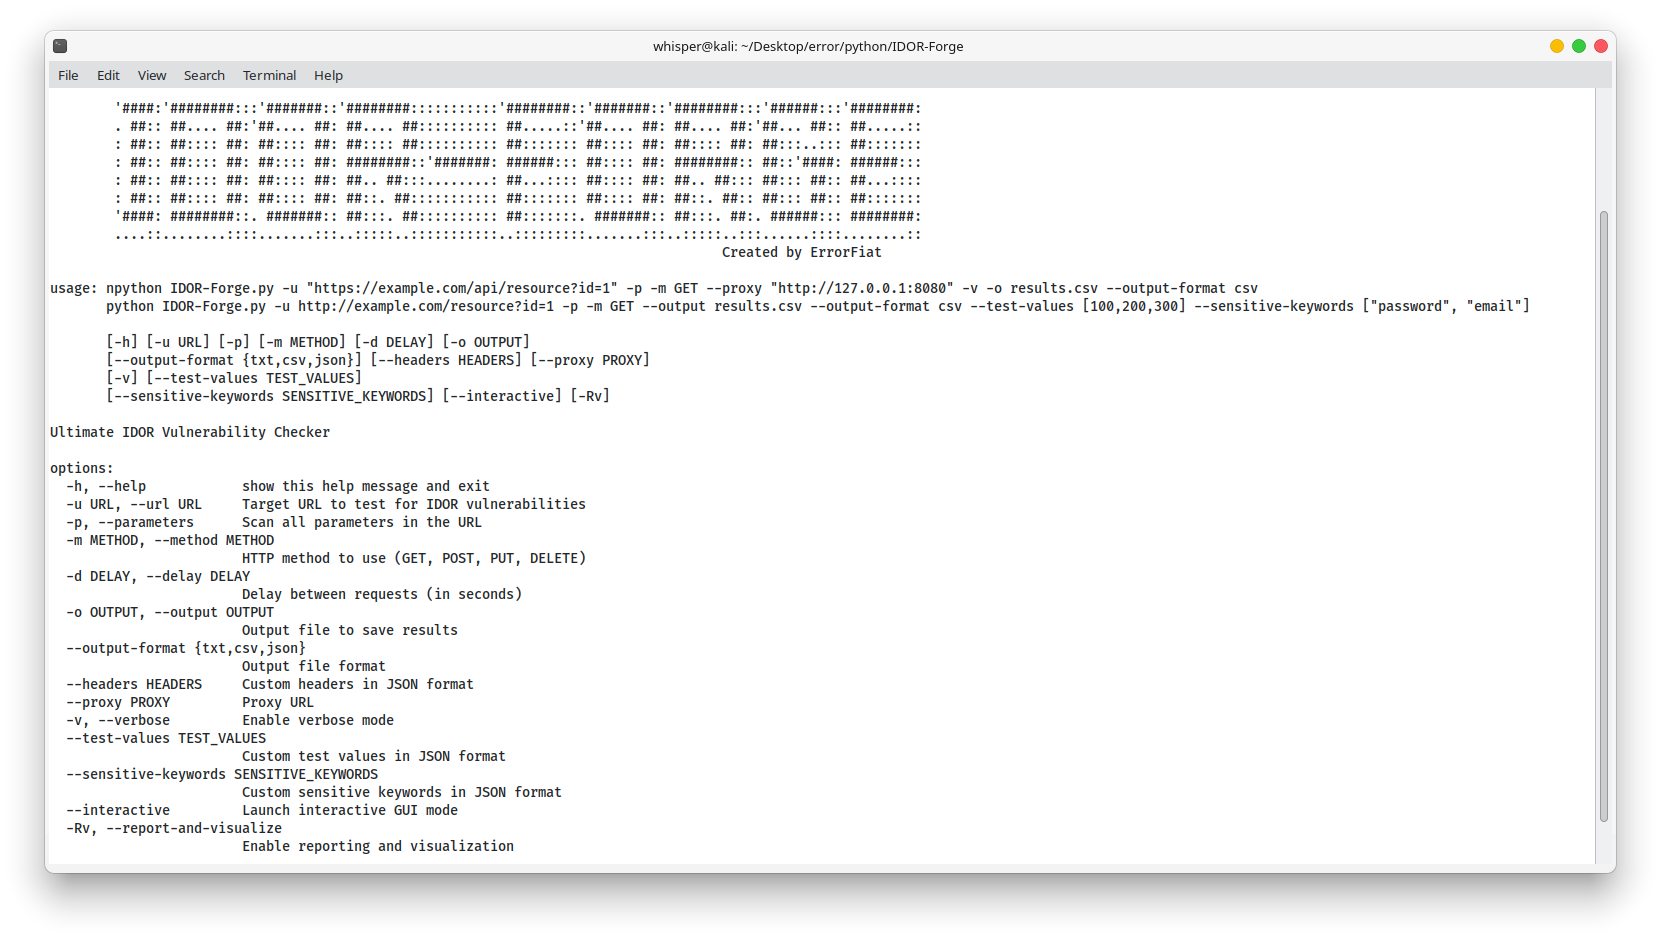 whisper@kali: ~/Desktop/error/python/IDOR-Forge
File Edit View Search Terminal Help
'####:'########:::'#######::'########:::::::::::'########::'#######::'########:::'######:::'########:
. ##:: ##.... ##:'##.... ##: ##.... ##:::::::::: ##.....::'##.... ##: ##.... ##:'##... ##:: ##.....::
: ##:: ##:::: ##: ##:::: ##: ##:::: ##:::::::::: ##::::::: ##:::: ##: ##:::: ##: ##:::..::: ##:::::::
: ##:: ##:::: ##: ##:::: ##: ########::'#######: ######::: ##:::: ##: ########:: ##::'####: ######:::
: ##:: ##:::: ##: ##:::: ##: ##.. ##:::........: ##...:::: ##:::: ##: ##.. ##::: ##::: ##:: ##...::::
: ##:: ##:::: ##: ##:::: ##: ##::. ##::::::::::: ##::::::: ##:::: ##: ##::. ##:: ##::: ##:: ##:::::::
'####: ########::. #######:: ##:::. ##:::::::::: ##:::::::. #######:: ##:::. ##:. ######::: ########:
....::........::::.......:::..:::::..:::::::::::..:::::::::.......:::..:::::..:::......::::........::
Created by ErrorFiat
usage: npython IDOR-Forge.py -u "https://example.com/api/resource?id=1" -p -m GET --proxy "http://127.0.0.1:8080" -v -o results.csv --output-format csv
python IDOR-Forge.py -u http://example.com/resource?id=1 -p -m GET --output results.csv --output-format csv --test-values [100,200,300] --sensitive-keywords ["password", "email"]
[-h] [-u URL] [-p] [-m METHOD] [-d DELAY] [-o OUTPUT]
[--output-format {txt,csv,json}] [--headers HEADERS] [--proxy PROXY]
[-v] [--test-values TEST_VALUES]
[--sensitive-keywords SENSITIVE_KEYWORDS] [--interactive] [-Rv]
Ultimate IDOR Vulnerability Checker
options:
-h, --help show this help message and exit
-u URL, --url URL Target URL to test for IDOR vulnerabilities
-p, --parameters Scan all parameters in the URL
-m METHOD, --method METHOD
HTTP method to use (GET, POST, PUT, DELETE)
-d DELAY, --delay DELAY
Delay between requests (in seconds)
-o OUTPUT, --output OUTPUT
Output file to save results
--output-format {txt,csv,json}
Output file format
--headers HEADERS Custom headers in JSON format
--proxy PROXY Proxy URL
-v, --verbose Enable verbose mode
--test-values TEST_VALUES
Custom test values in JSON format
--sensitive-keywords SENSITIVE_KEYWORDS
Custom sensitive keywords in JSON format
--interactive Launch interactive GUI mode
-Rv, --report-and-visualize
Enable reporting and visualization